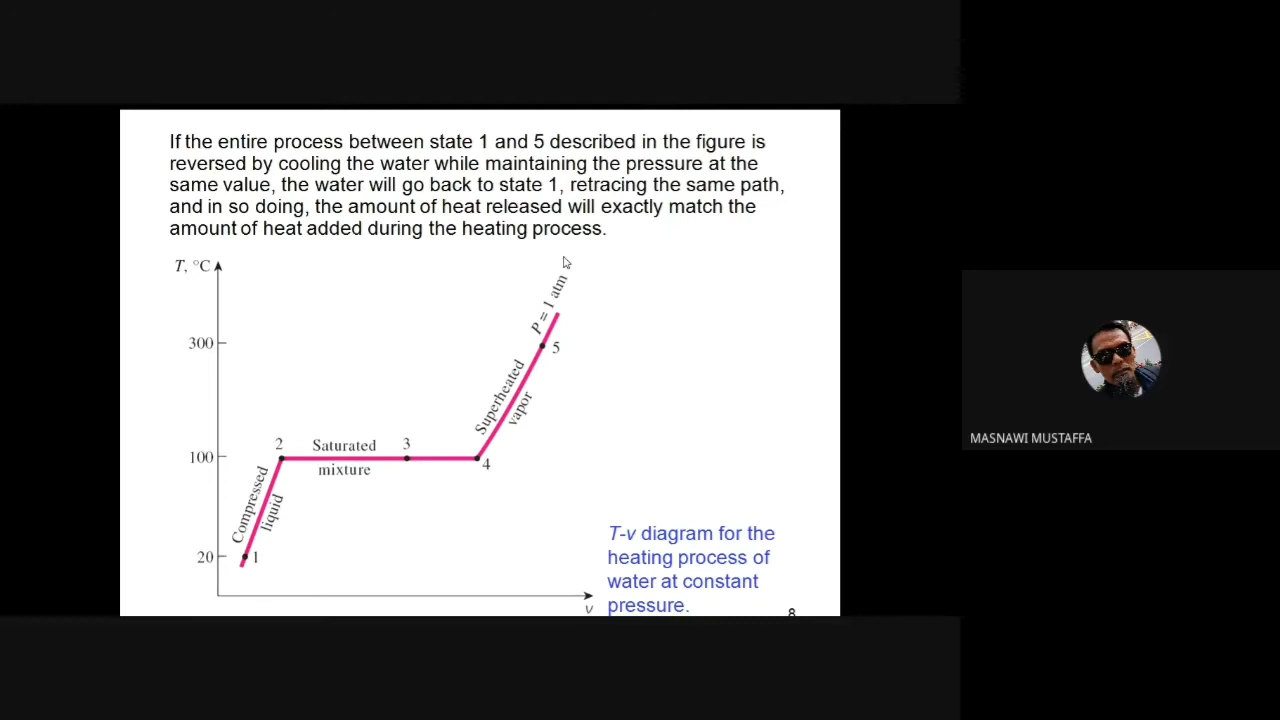 If the entire process between state 1 and 5 described in the figure is
reversed by cooling the water while maintaining the pressure at the
same value, the water will go back to state 1, retracing the same path,
and in so doing, the amount of heat released will exactly match the
amount of heat added during the heating process.
T, °C
300
100
20
P = 1 atm
5
Superheated
vapor
2
Saturated
3
mixture
4
Compressed
liquid
1
v
T-v diagram for the
heating process of
water at constant
pressure.
8
MASNAWI MUSTAFFA